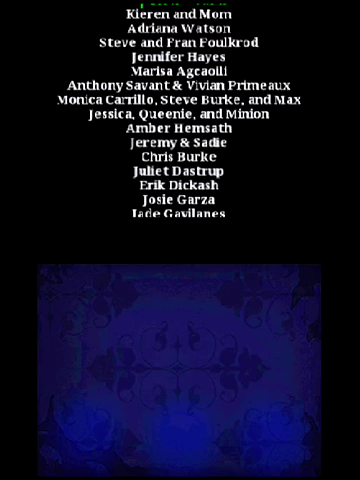 Kieren and Mom
Adriana Watson
Steve and Fran Foulkrod
Jennifer Hayes
Marisa Agcaoili
Anthony Savant & Vivian Primeaux
Monica Carrillo, Steve Burke, and Max
Jessica, Queenie, and Minion
Amber Hemsath
Jeremy & Sadie
Chris Burke
Juliet Dastrup
Erik Dickash
Josie Garza
Jade Gavilanes